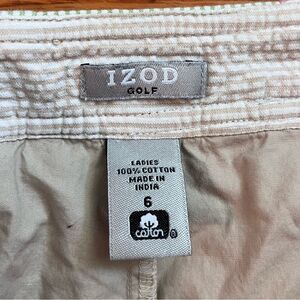 IZOD
GOLF
LADIES
100% COTTON
MADE IN
INDIA
6
cotton
®